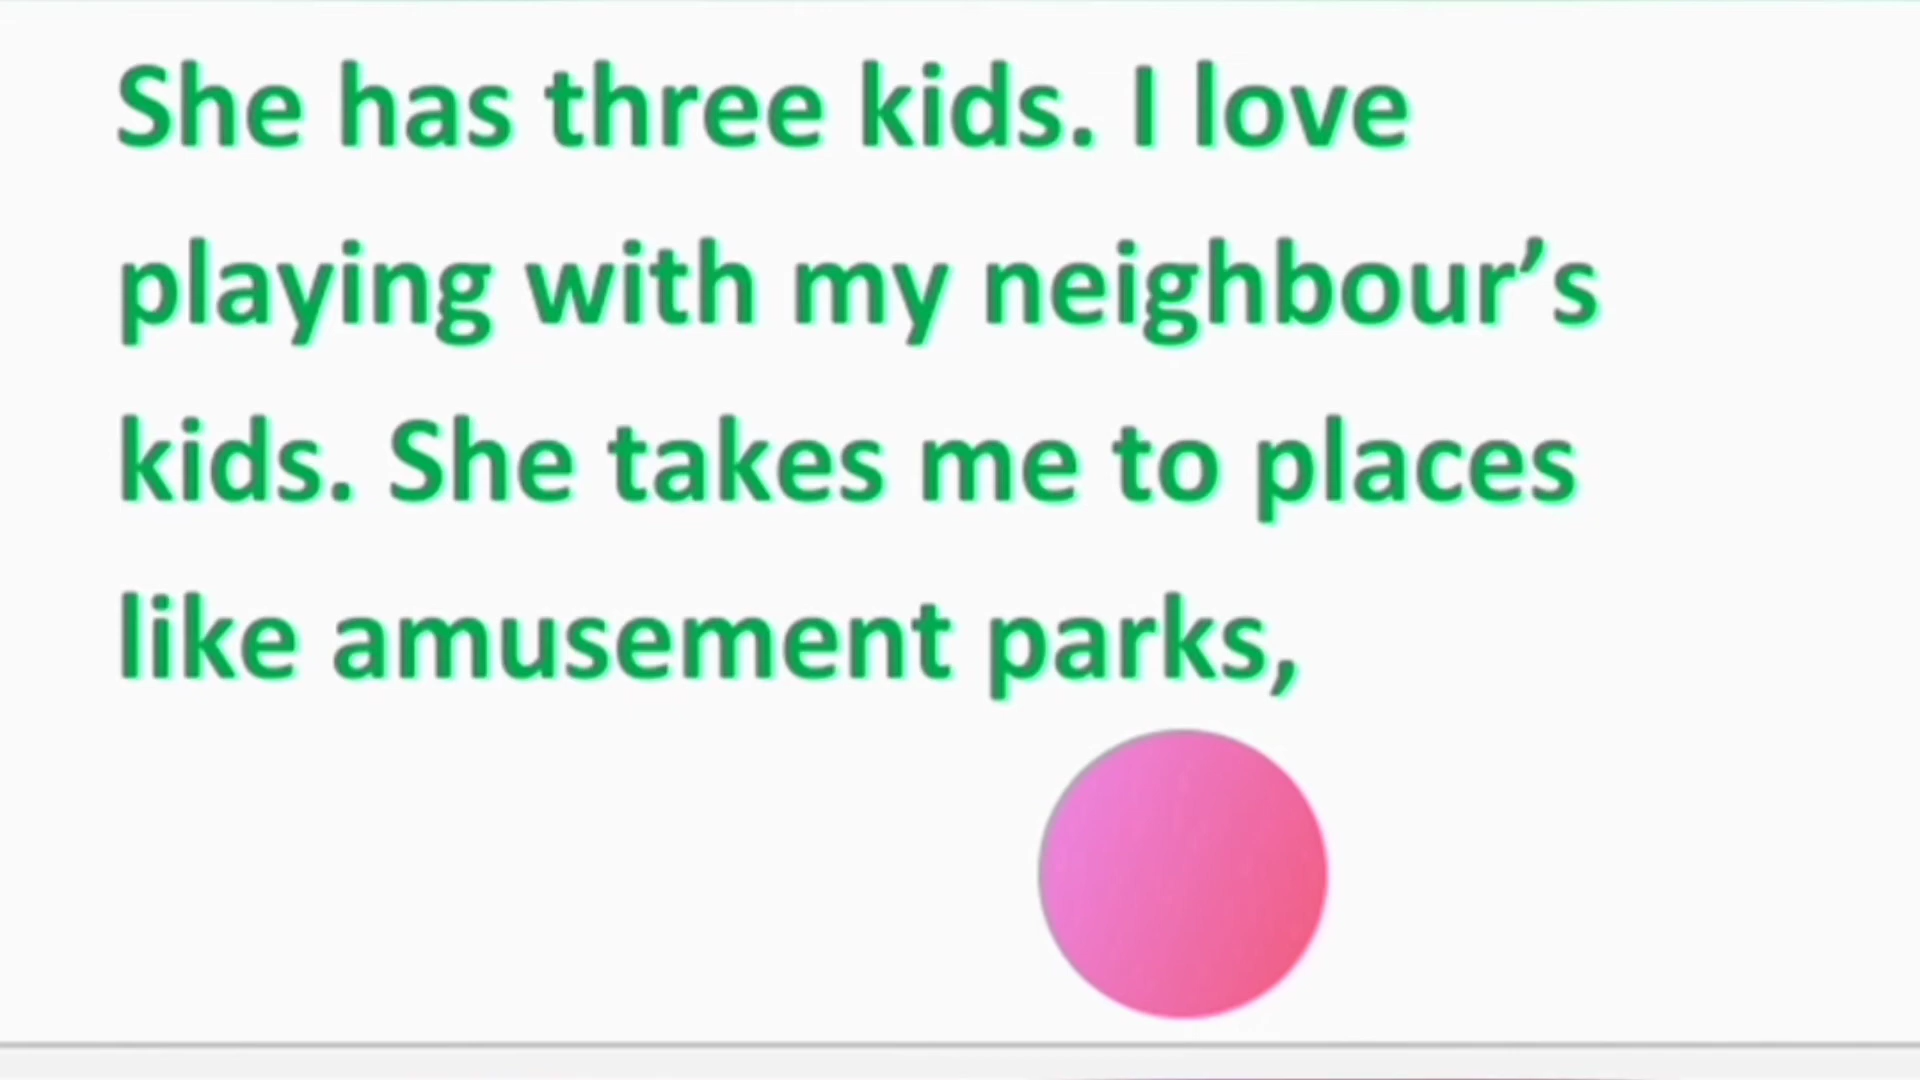 She has three kids. I love
playing with my neighbour’s
kids. She takes me to places
like amusement parks,